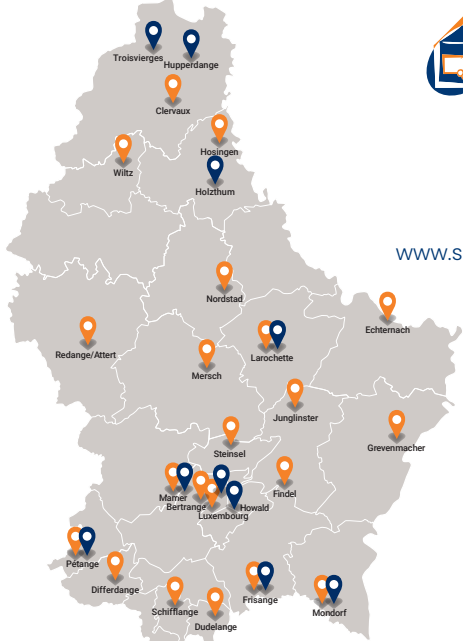 Troisvierges
Hupperdange
Clervaux
Hosingen
Wiltz
Holzthum
WWW.S
Nordstad
Echternach
Redange/Attert
Larochette
Mersch
Junglinster
Grevenmacher
Steinsel
Findel
Mamer
Bertrange
Howald
Luxembourg
Pétange
Differdange
Frisange
Schifflange
Mondorf
Dudelange